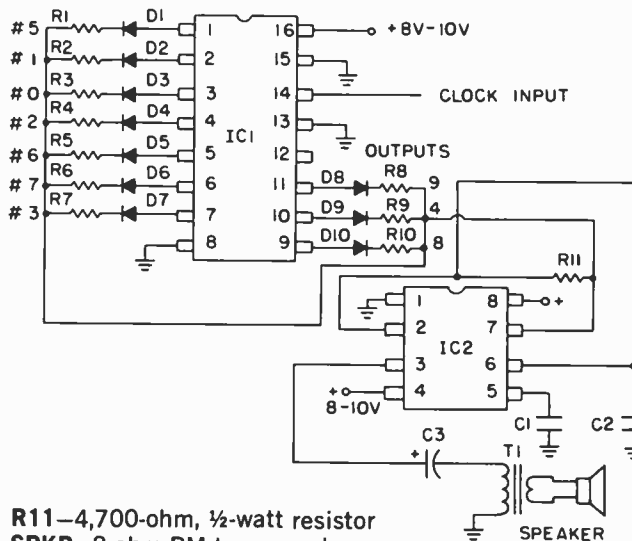 #5 R1 D1 1 16 +8V-10V
#1 R2 D2 2 15
#0 R3 D3 3 14 CLOCK INPUT
#2 R4 D4 4 13
IC1
#6 R5 D5 5 12 OUTPUTS
#7 R6 D6 6 11 D8 R8 9
#3 R7 D7 7 10 D9 R9 4
8 9 D10 R10 8
R11
1 8 +
2 7
IC2
3 6
+ 4 5
8-10V
C1 C2
+ C3 T1
SPEAKER
R11—4,700-ohm, ½-watt resistor